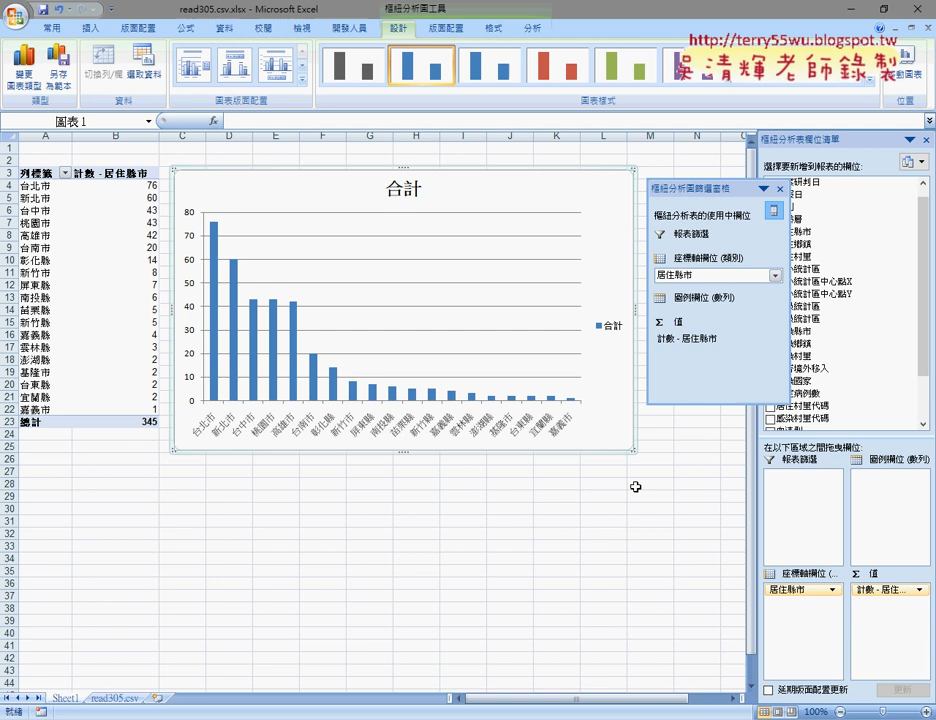 read305.csv.xlsx - Microsoft Excel
樞紐分析圖工具
常用 插入 版面配置 公式 資料 校閱 檢視 開發人員 設計 版面配置 格式 分析
http://terry55wu.blogspot.tw
吳清輝老師錄製
變更圖表類型
另存為範本
切換列/欄
選取資料
類型 資料 圖表版面配置 圖表樣式 位置
圖表 1
fx
A B C D E F G H I J K L M N
列標籤 計數 - 居住縣市
台北市 76
新北市 60
台中市 43
桃園市 43
高雄市 42
台南市 20
彰化縣 14
新竹市 8
屏東縣 7
南投縣 6
苗栗縣 5
新竹縣 5
嘉義縣 4
雲林縣 3
澎湖縣 2
基隆市 2
台東縣 2
宜蘭縣 2
嘉義市 1
總計 345
合計
80
70
60
50
40
30
20
10
0
台北市 新北市 台中市 桃園市 高雄市 台南市 彰化縣 新竹市 屏東縣 南投縣 苗栗縣 新竹縣 嘉義縣 雲林縣 澎湖縣 基隆市 台東縣 宜蘭縣 嘉義市
合計
樞紐分析圖篩選窗格
樞紐分析表的使用中欄位
報表篩選
座標軸欄位 (類別)
居住縣市
圖例欄位 (數列)
Σ 值
計數 - 居住縣市
樞紐分析表欄位清單
選擇要新增到報表的欄位:
居住村里代碼
感染村里代碼
在以下區域之間拖曳欄位:
報表篩選 圖例欄位 (數列)
座標軸欄位 (... Σ 值
居住縣市 計數 - 居住...
延期版面配置更新 更新
Sheet1 read305.csv
就緒
100%